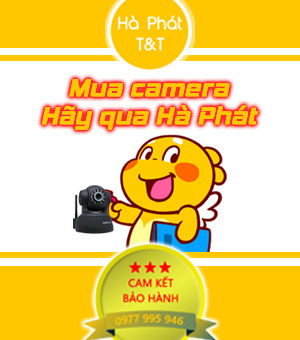 Hà Phát
T&T
Mua camera
Hãy qua Hà Phát
CAM KẾT
BẢO HÀNH
0977 995 946